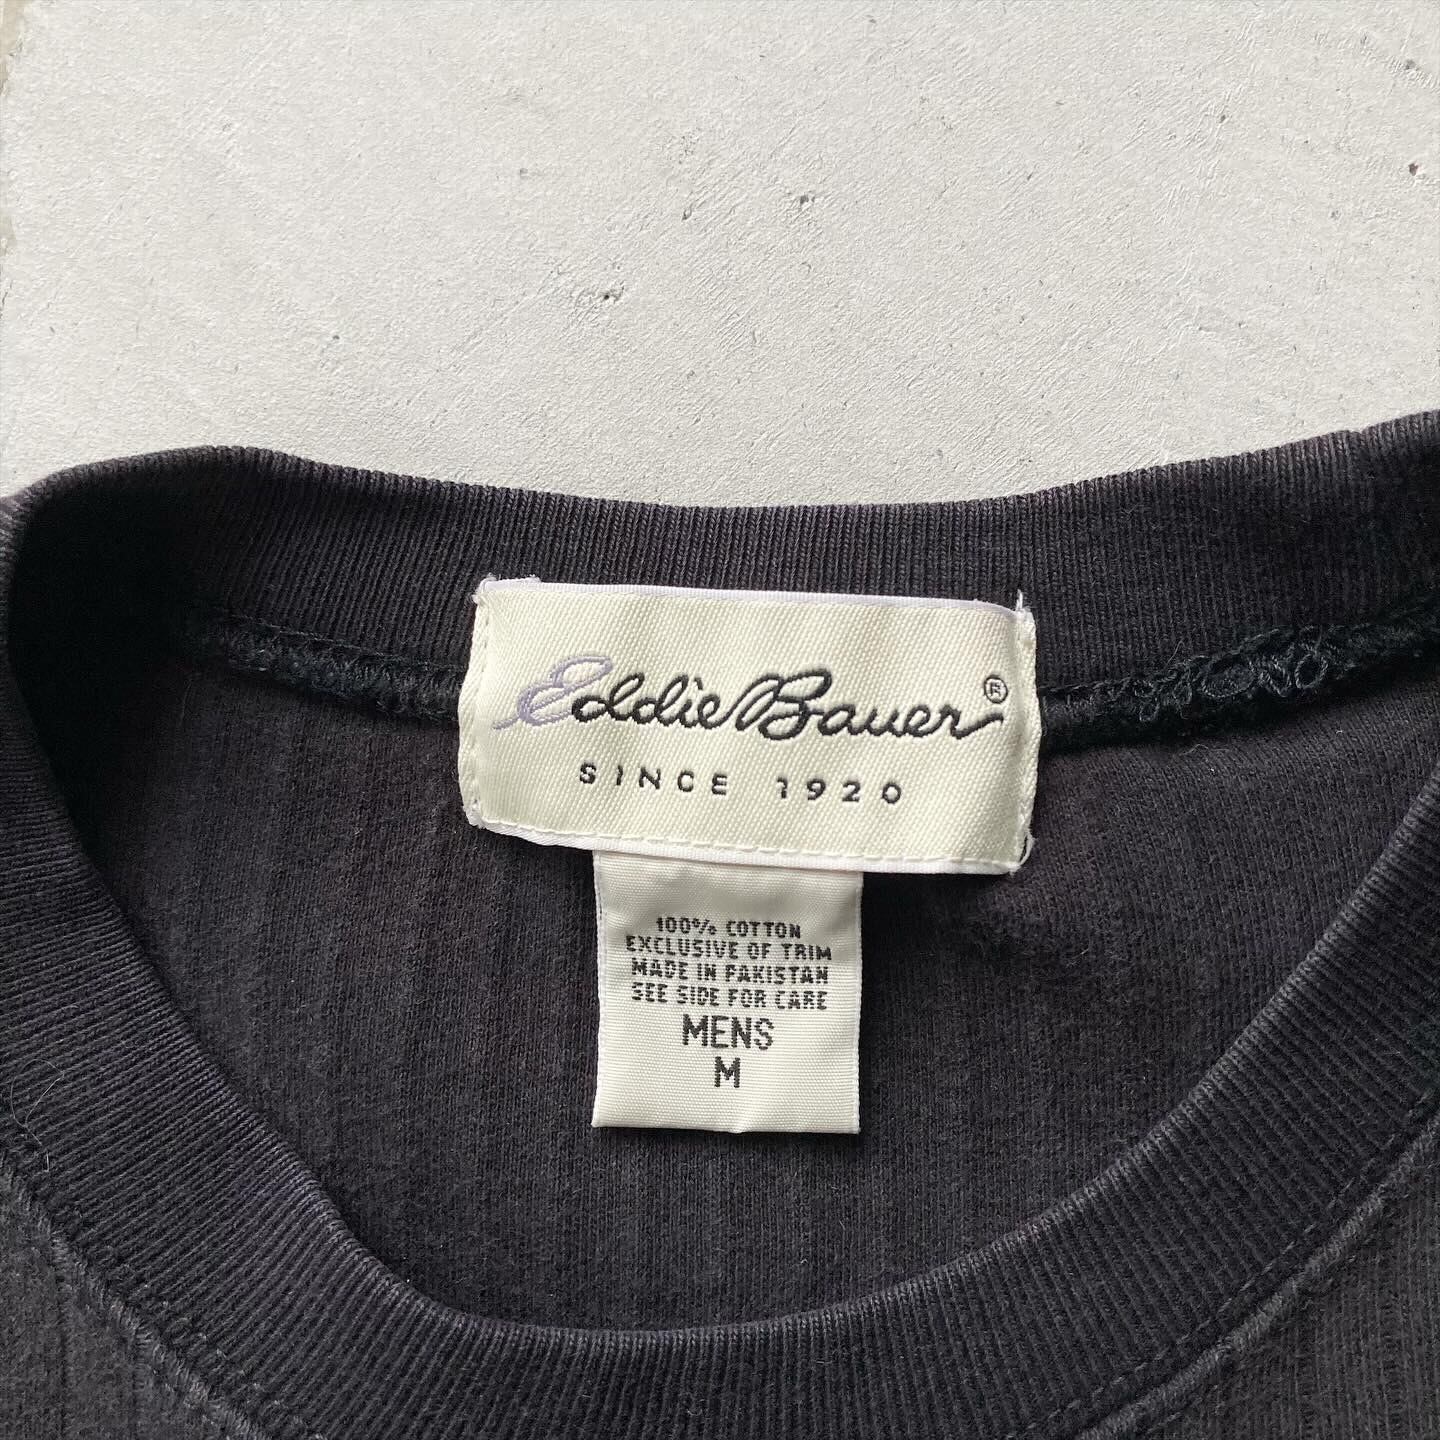 Eddie Bauer®
SINCE 1920
100% COTTON
EXCLUSIVE OF TRIM
MADE IN PAKISTAN
SEE SIDE FOR CARE
MENS
M